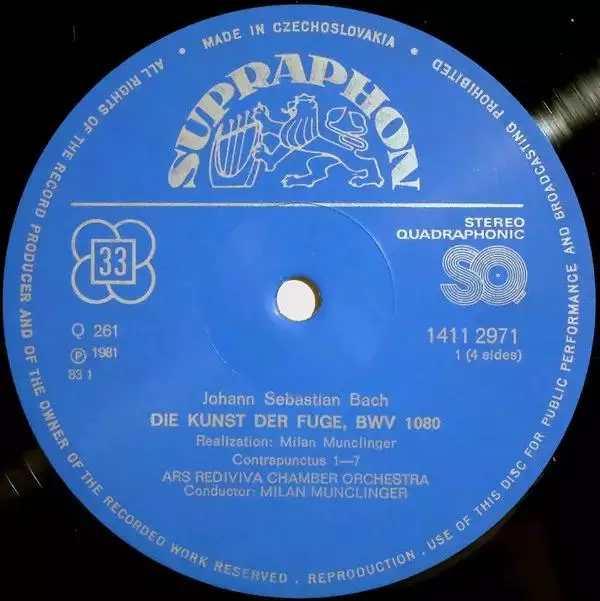 ALL RIGHTS OF THE RECORD PRODUCER AND OF THE OWNER OF THE RECORDED WORK RESERVED . REPRODUCTION . USE OF THIS DISC FOR PUBLIC PERFORMANCE AND BROADCASTING PROHIBITED
• MADE IN CZECHOSLOVAKIA •
SUPRAPHON
STEREO
QUADRAPHONIC
SQ
33
Q 261
Ⓟ 1981
83 1
1411 2971
1 (4 sides)
Johann Sebastian Bach
DIE KUNST DER FUGE, BWV 1080
Realization: Milan Munclinger
Contrapunctus 1—7
ARS REDIVIVA CHAMBER ORCHESTRA
Conductor: MILAN MUNCLINGER